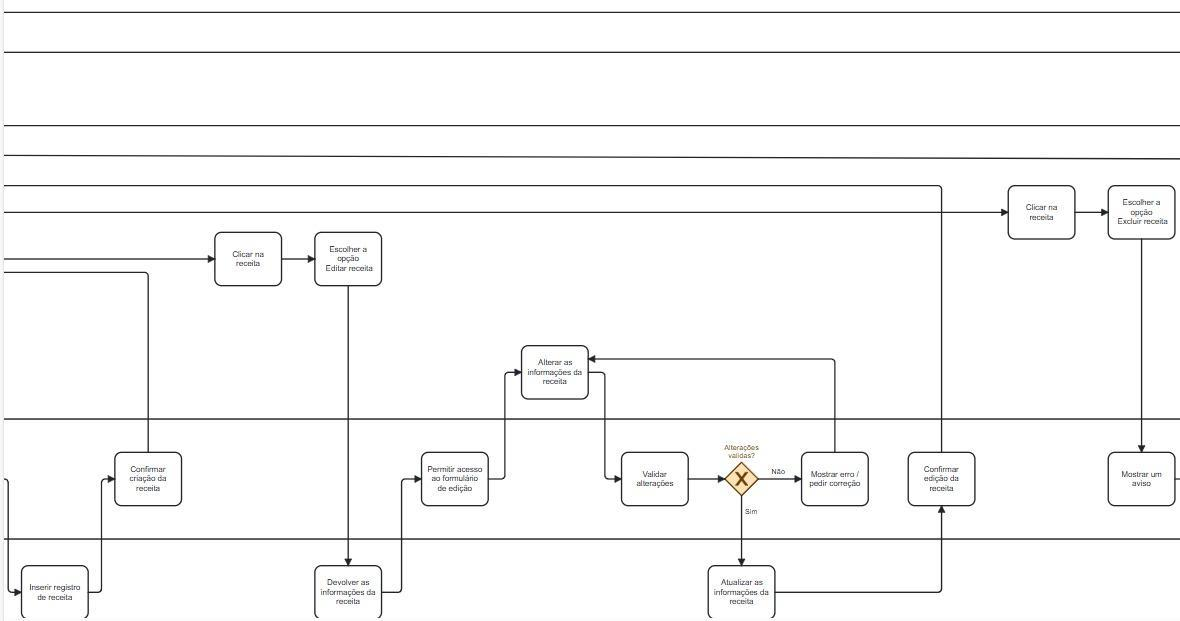 Clicar na
receita
Escolher a
opção
Excluir receita
Clicar na
receita
Escolher a
opção
Editar receita
Alterar as
informações da
receita
Confirmar
criação da
receita
Permitir acesso
ao formulário
de edição
Validar
alterações
Alterações
validas?
X
Não
Sim
Mostrar erro /
pedir correção
Confirmar
edição da
receita
Mostrar um
aviso
Inserir registro
de receita
Devolver as
informações da
receita
Atualizar as
informações da
receita